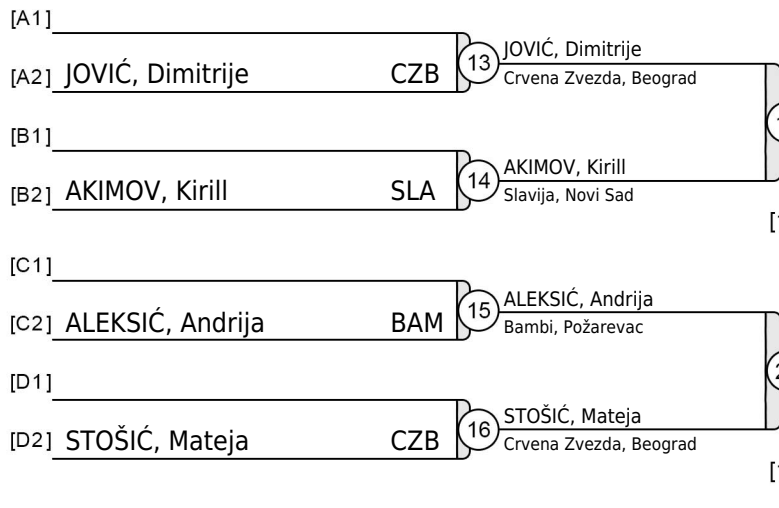 [A1]
[A2] JOVIĆ, Dimitrije CZB
13
JOVIĆ, Dimitrije
Crvena Zvezda, Beograd
[B1]
[B2] AKIMOV, Kirill SLA
14
AKIMOV, Kirill
Slavija, Novi Sad
[C1]
[C2] ALEKSIĆ, Andrija BAM
15
ALEKSIĆ, Andrija
Bambi, Požarevac
[D1]
[D2] STOŠIĆ, Mateja CZB
16
STOŠIĆ, Mateja
Crvena Zvezda, Beograd